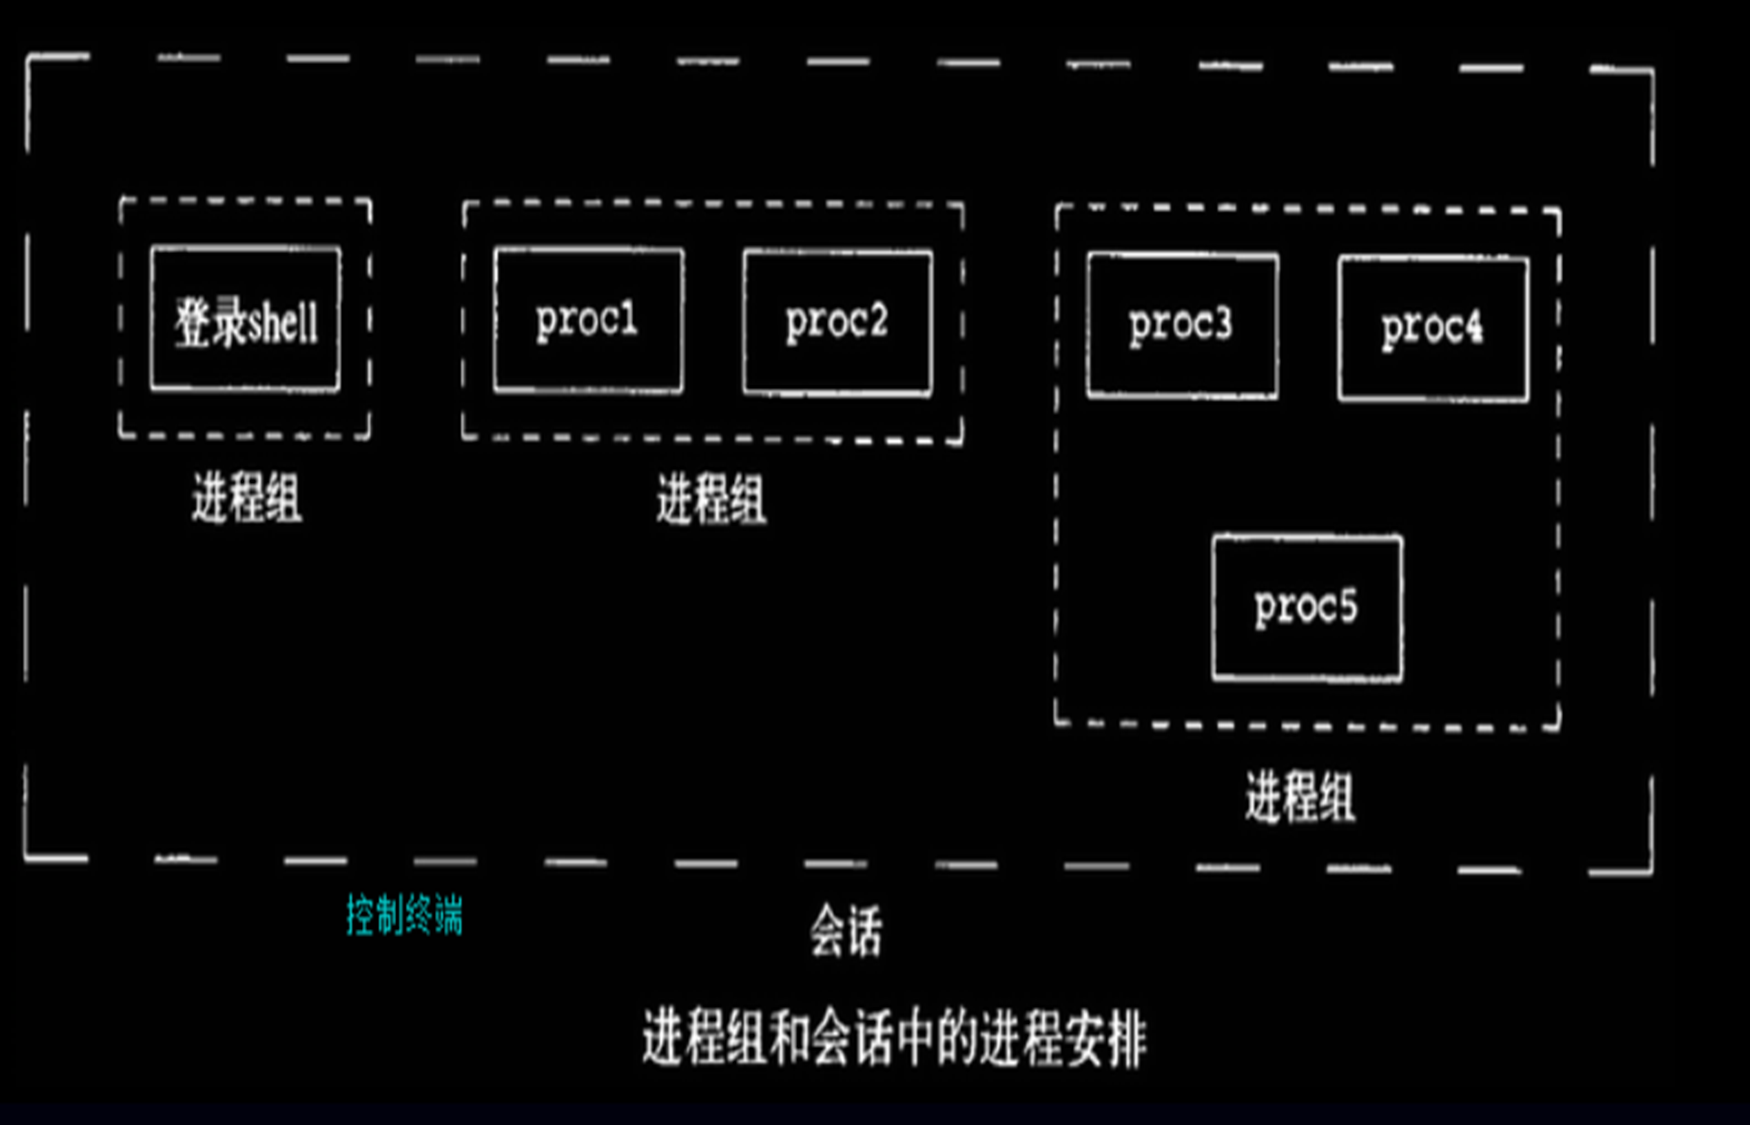 登录shell
proc1
proc2
proc3
proc4
进程组
进程组
proc5
进程组
控制终端
会话
进程组和会话中的进程安排